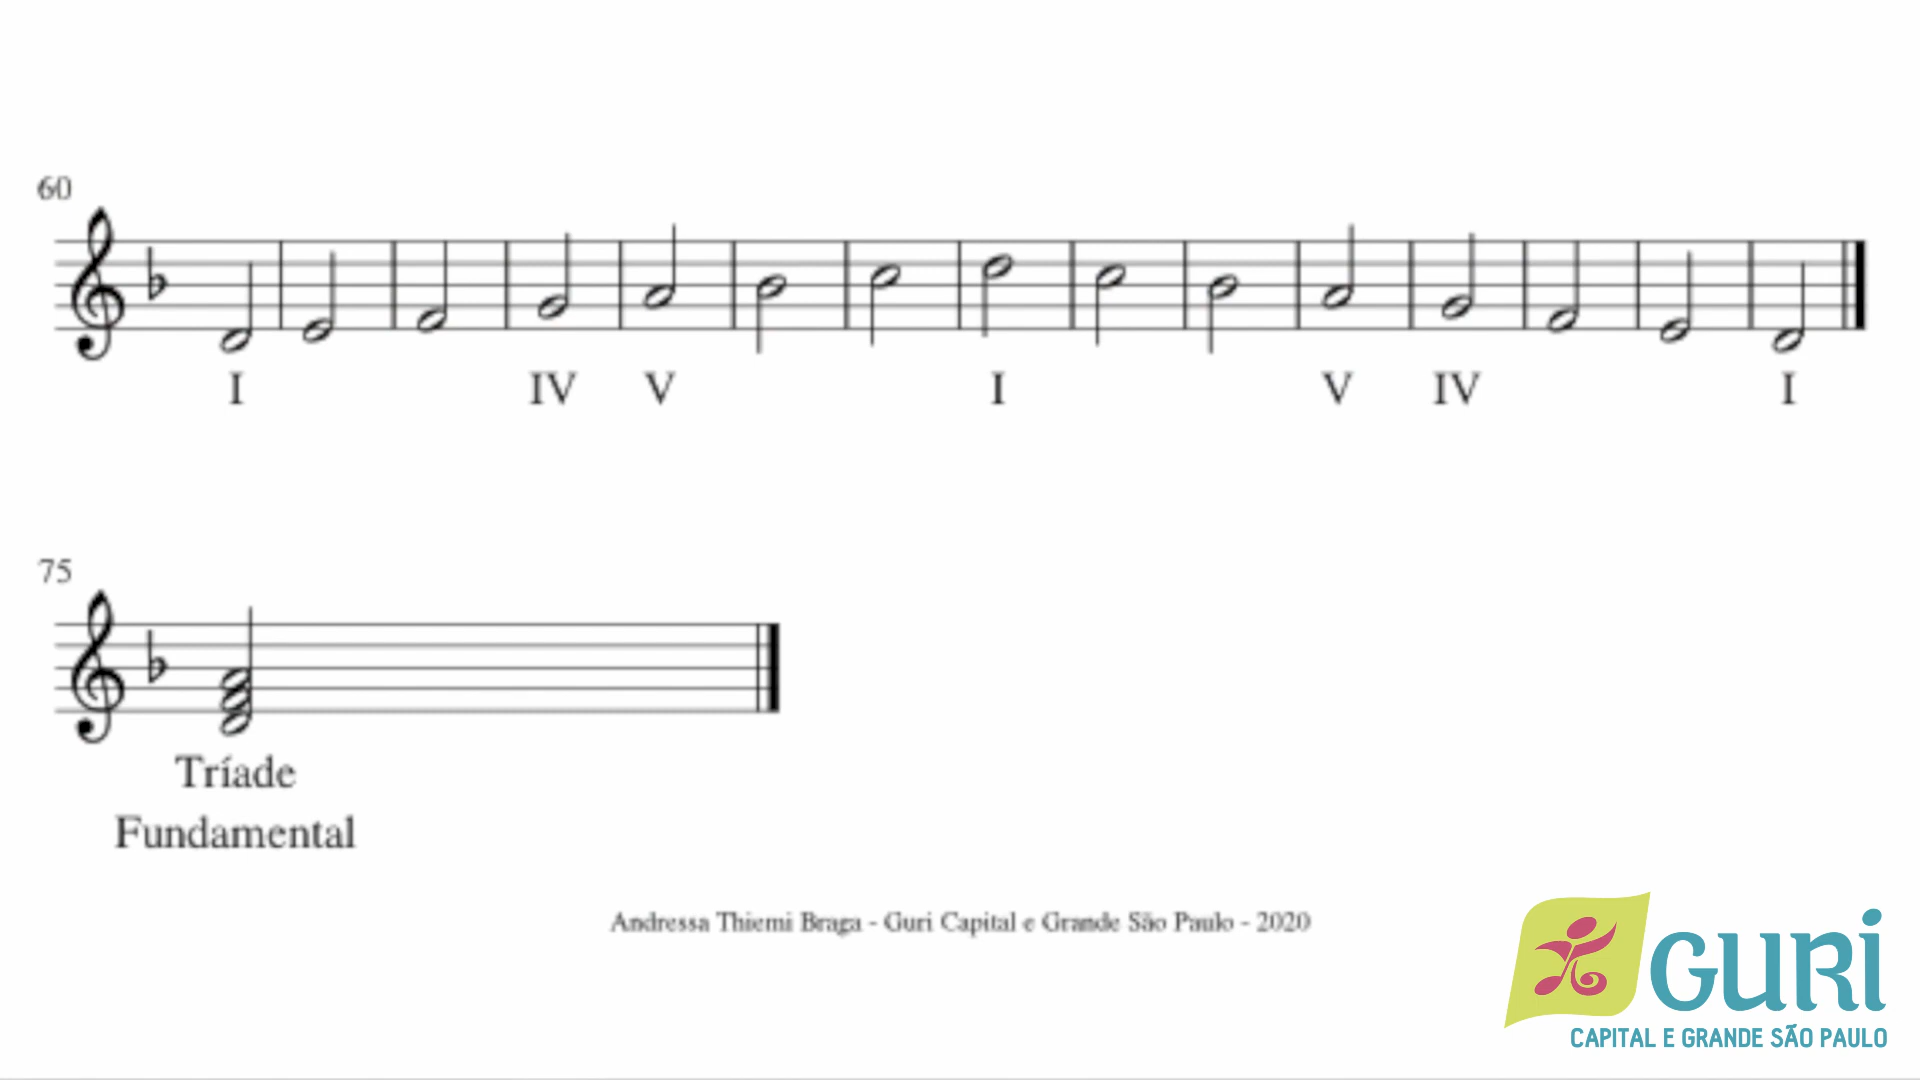 60
I IV V I V IV I
75
Tríade
Fundamental
Andressa Thiemi Braga - Guri Capital e Grande São Paulo - 2020
GURI
CAPITAL E GRANDE SÃO PAULO